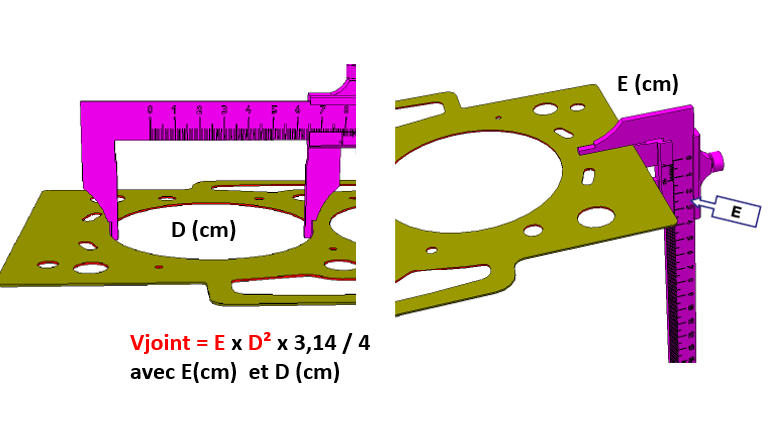 E (cm)
0 1 2 3 4 5 6 7 8
D (cm)
E
Vjoint = E x D² x 3,14 / 4
avec E(cm) et D (cm)